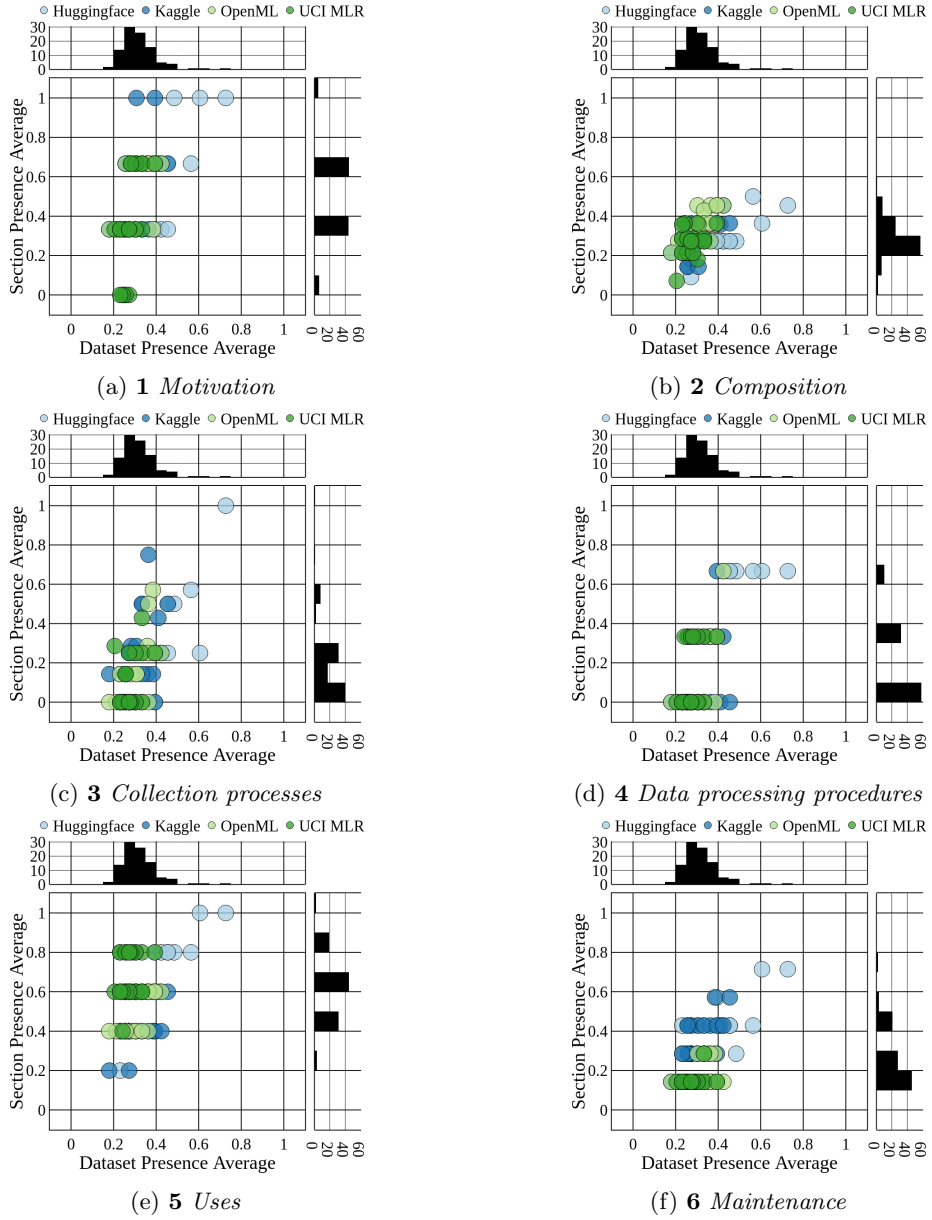 Huggingface Kaggle OpenML UCI MLR
30
20
10
0
1
0.8
0.6
0.4
0.2
0
Section Presence Average
0 0.2 0.4 0.6 0.8 1
0 20 40 60
Dataset Presence Average
(a) 1 Motivation
Huggingface Kaggle OpenML UCI MLR
30
20
10
0
1
0.8
0.6
0.4
0.2
0
Section Presence Average
0 0.2 0.4 0.6 0.8 1
0 20 40 60
Dataset Presence Average
(b) 2 Composition
Huggingface Kaggle OpenML UCI MLR
30
20
10
0
1
0.8
0.6
0.4
0.2
0
Section Presence Average
0 0.2 0.4 0.6 0.8 1
0 20 40 60
Dataset Presence Average
(c) 3 Collection processes
Huggingface Kaggle OpenML UCI MLR
30
20
10
0
1
0.8
0.6
0.4
0.2
0
Section Presence Average
0 0.2 0.4 0.6 0.8 1
0 20 40 60
Dataset Presence Average
(d) 4 Data processing procedures
Huggingface Kaggle OpenML UCI MLR
30
20
10
0
1
0.8
0.6
0.4
0.2
0
Section Presence Average
0 0.2 0.4 0.6 0.8 1
0 20 40 60
Dataset Presence Average
(e) 5 Uses
Huggingface Kaggle OpenML UCI MLR
30
20
10
0
1
0.8
0.6
0.4
0.2
0
Section Presence Average
0 0.2 0.4 0.6 0.8 1
0 20 40 60
Dataset Presence Average
(f) 6 Maintenance